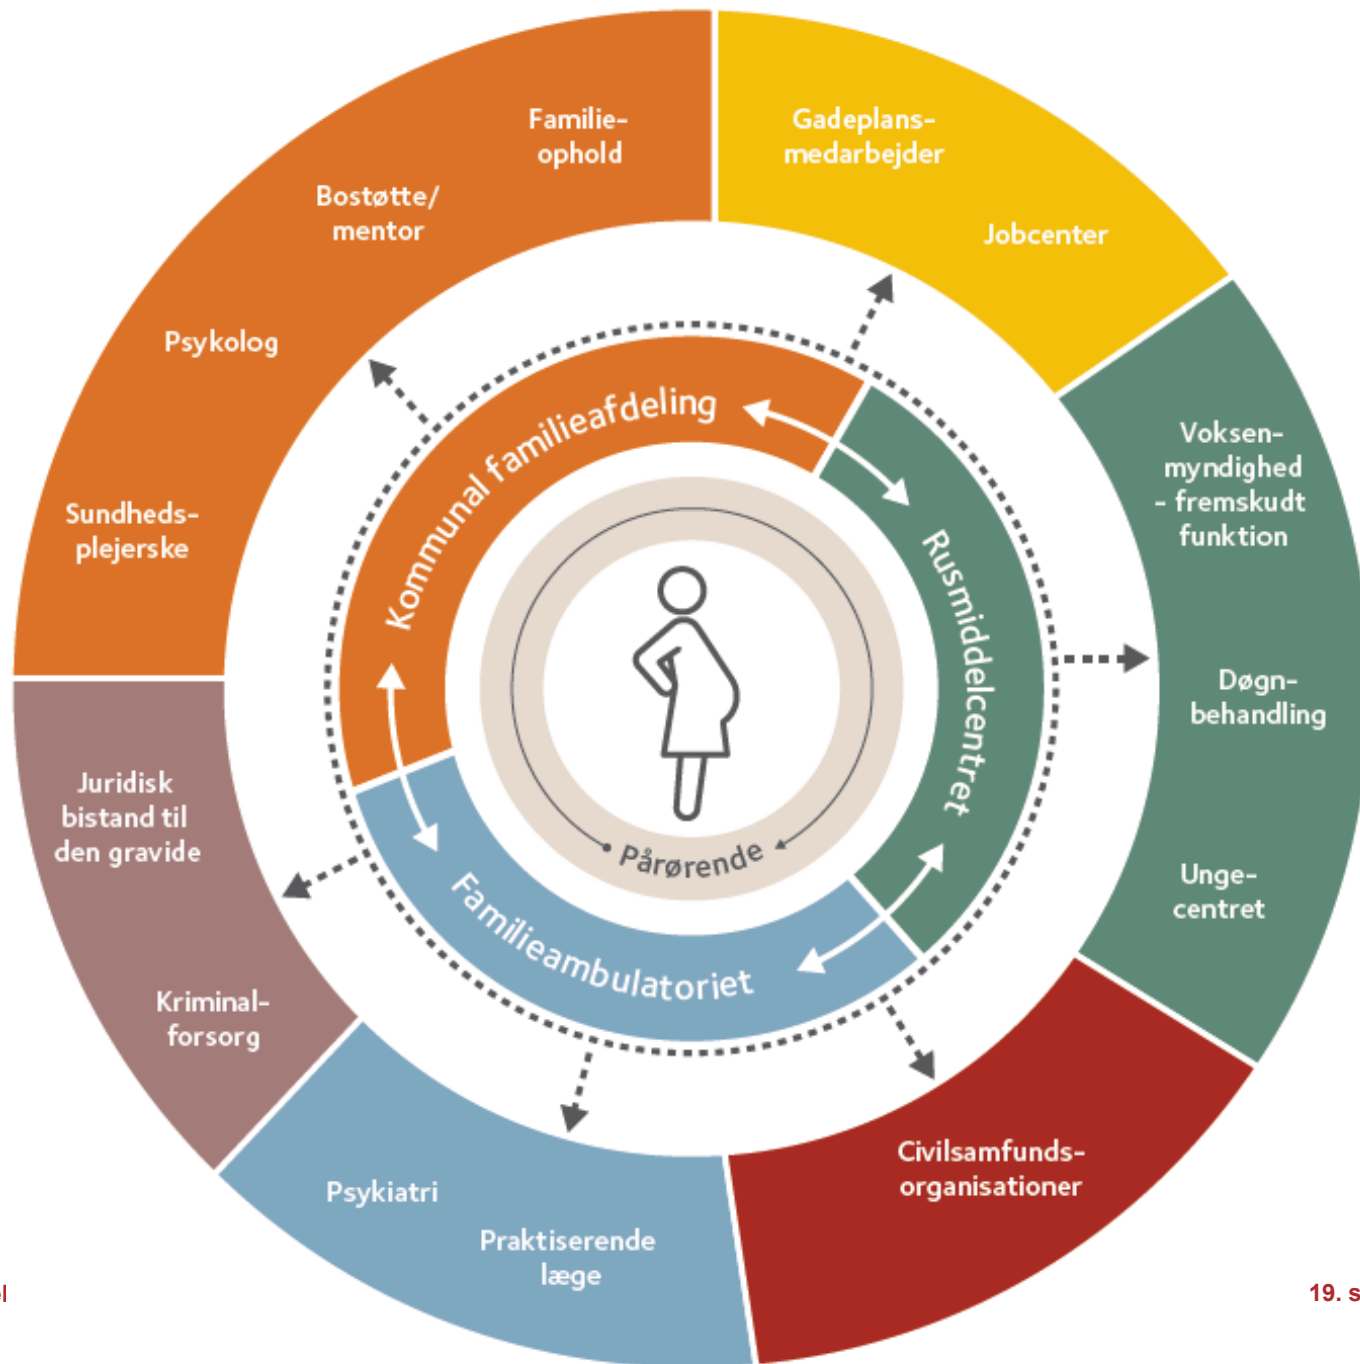 Familie-
ophold
Bostøtte/
mentor
Psykolog
Sundheds-
plejerske
Gadeplans-
medarbejder
Jobcenter
Voksen-
myndighed
- fremskudt
funktion
Døgn-
behandling
Unge-
centret
Civilsamfunds-
organisationer
Praktiserende
læge
Psykiatri
Kriminal-
forsorg
Juridisk
bistand til
den gravide
Kommunal familieafdeling
Rusmiddelcentret
Familieambulatoriet
Pårørende
19. s